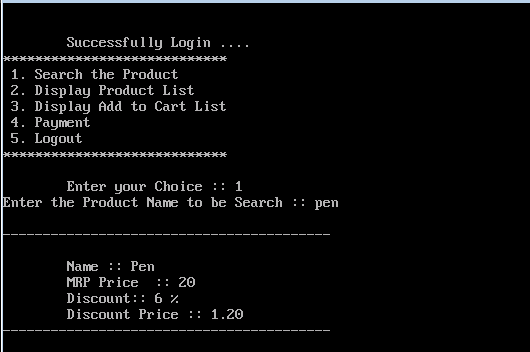 Successfully Login ....
****************************
1. Search the Product
2. Display Product List
3. Display Add to Cart List
4. Payment
5. Logout
****************************
Enter your Choice :: 1
Enter the Product Name to be Search :: pen
-----------------------------------------
Name :: Pen
MRP Price  :: 20
Discount:: 6 %
Discount Price :: 1.20
-----------------------------------------